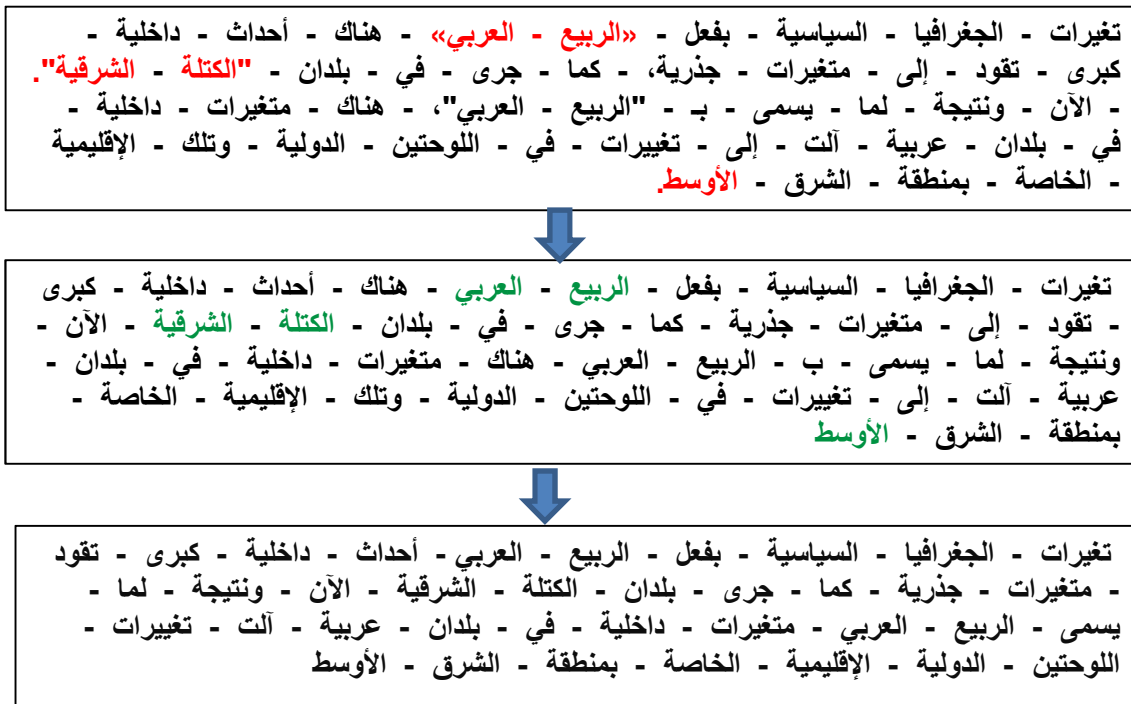 تغيرات - الجغرافيا - السياسية - بفعل - «الربيع - العربي» - هناك - أحداث - داخلية -
كبرى - تقود - إلى - متغيرات - جذرية، - كما - جرى - في - بلدان - "الكتلة - الشرقية".
- الآن - ونتيجة - لما - يسمى - بـ - "الربيع - العربي"، - هناك - متغيرات - داخلية -
في - بلدان - عربية - آلت - إلى - تغييرات - في - اللوحتين - الدولية - وتلك - الإقليمية
- الخاصة - بمنطقة - الشرق - الأوسط.
تغيرات - الجغرافيا - السياسية - بفعل - الربيع - العربي - هناك - أحداث - داخلية - كبرى
- تقود - إلى - متغيرات - جذرية - كما - جرى - في - بلدان - الكتلة - الشرقية - الآن -
ونتيجة - لما - يسمى - ب - الربيع - العربي - هناك - متغيرات - داخلية - في - بلدان -
عربية - آلت - إلى - تغييرات - في - اللوحتين - الدولية - وتلك - الإقليمية - الخاصة -
بمنطقة - الشرق - الأوسط
تغيرات - الجغرافيا - السياسية - بفعل - الربيع - العربي - أحداث - داخلية - كبرى - تقود
- متغيرات - جذرية - كما - جرى - بلدان - الكتلة - الشرقية - الآن - ونتيجة - لما -
يسمى - الربيع - العربي - متغيرات - داخلية - في - بلدان - عربية - آلت - تغييرات -
اللوحتين - الدولية - الإقليمية - الخاصة - بمنطقة - الشرق - الأوسط